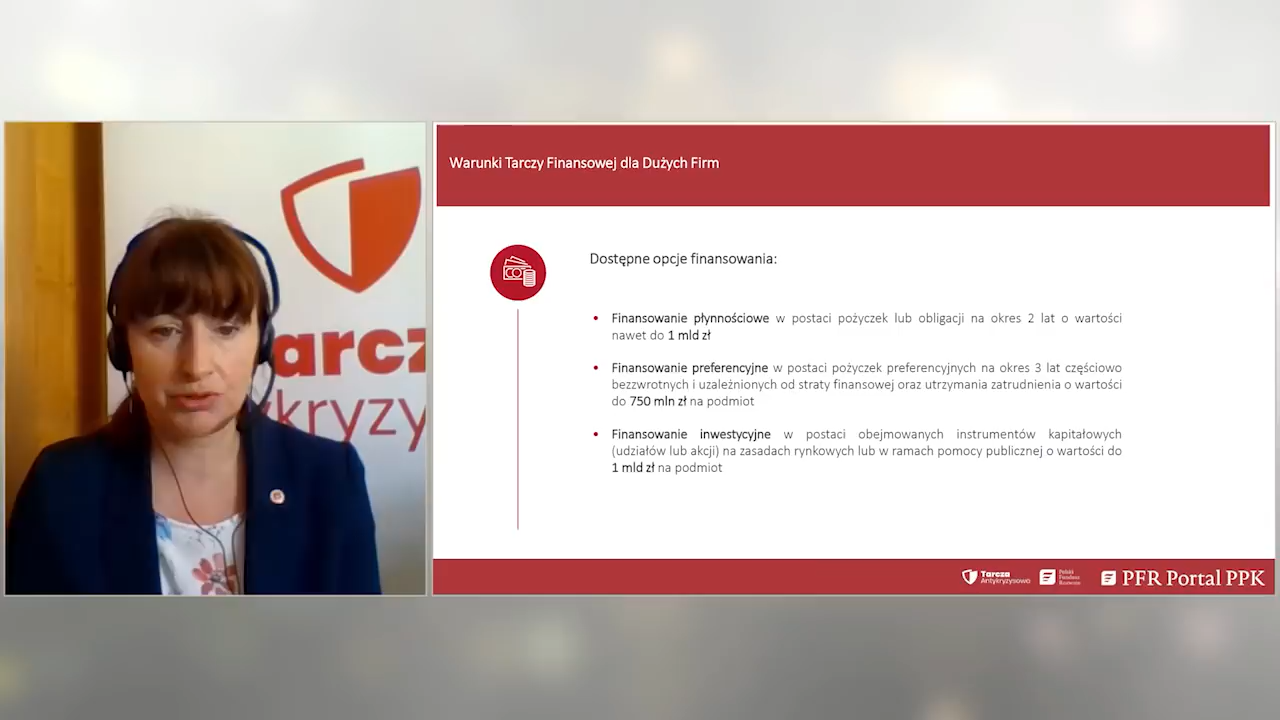 arcz
kryzy
Warunki Tarczy Finansowej dla Dużych Firm
Dostępne opcje finansowania:
• Finansowanie płynnościowe w postaci pożyczek lub obligacji na okres 2 lat o wartości
nawet do 1 mld zł
• Finansowanie preferencyjne w postaci pożyczek preferencyjnych na okres 3 lat częściowo
bezzwrotnych i uzależnionych od straty finansowej oraz utrzymania zatrudnienia o wartości
do 750 mln zł na podmiot
• Finansowanie inwestycyjne w postaci obejmowanych instrumentów kapitałowych
(udziałów lub akcji) na zasadach rynkowych lub w ramach pomocy publicznej o wartości do
1 mld zł na podmiot
Tarcza
Antykryzysowa
Polski
Fundusz
Rozwoju
PFR Portal PPK